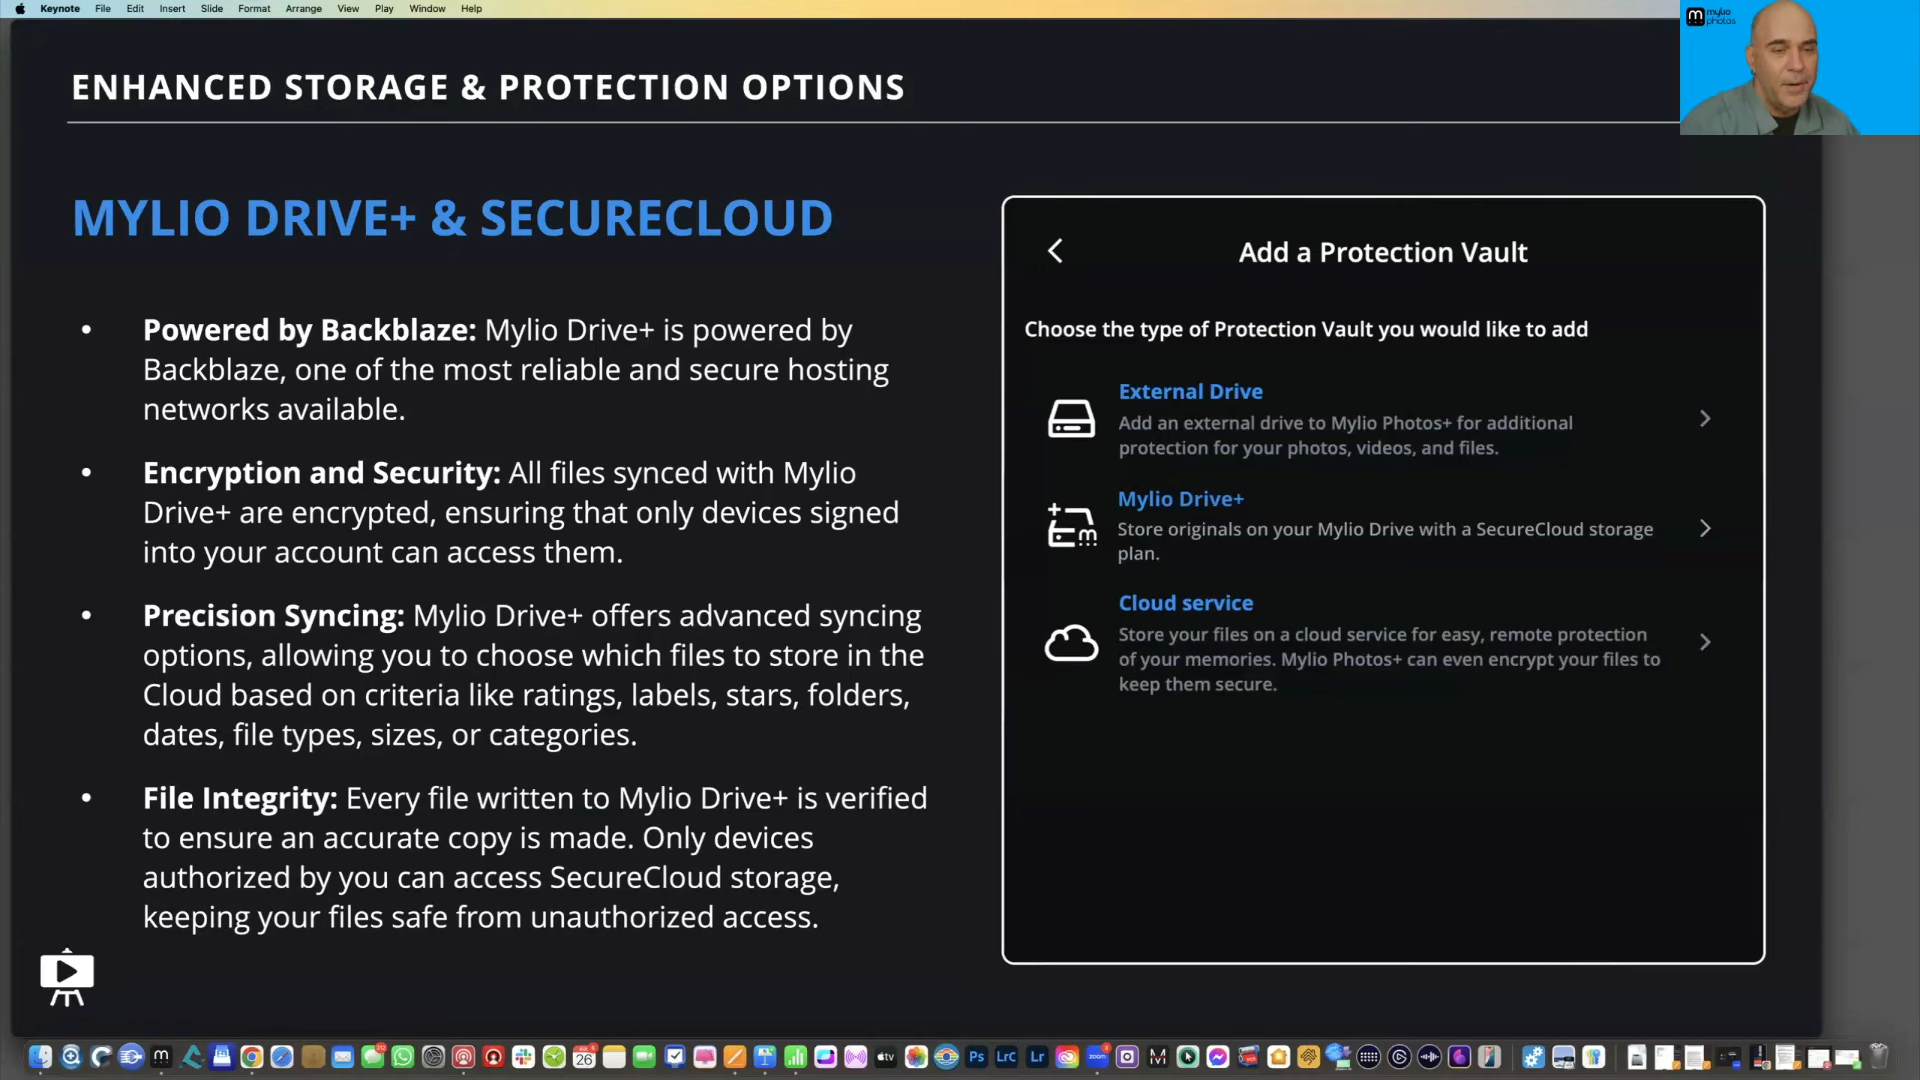 Keynote File Edit Insert Slide Format Arrange View Play Window Help
mylio
photos
ENHANCED STORAGE & PROTECTION OPTIONS
MYLIO DRIVE+ & SECURECLOUD
• Powered by Backblaze: Mylio Drive+ is powered by
Backblaze, one of the most reliable and secure hosting
networks available.
• Encryption and Security: All files synced with Mylio
Drive+ are encrypted, ensuring that only devices signed
into your account can access them.
• Precision Syncing: Mylio Drive+ offers advanced syncing
options, allowing you to choose which files to store in the
Cloud based on criteria like ratings, labels, stars, folders,
dates, file types, sizes, or categories.
• File Integrity: Every file written to Mylio Drive+ is verified
to ensure an accurate copy is made. Only devices
authorized by you can access SecureCloud storage,
keeping your files safe from unauthorized access.
Add a Protection Vault
Choose the type of Protection Vault you would like to add
External Drive
Add an external drive to Mylio Photos+ for additional
protection for your photos, videos, and files.
Mylio Drive+
Store originals on your Mylio Drive with a SecureCloud storage
plan.
Cloud service
Store your files on a cloud service for easy, remote protection
of your memories. Mylio Photos+ can even encrypt your files to
keep them secure.
26
tv
Ps
LrC
Lr
zoom